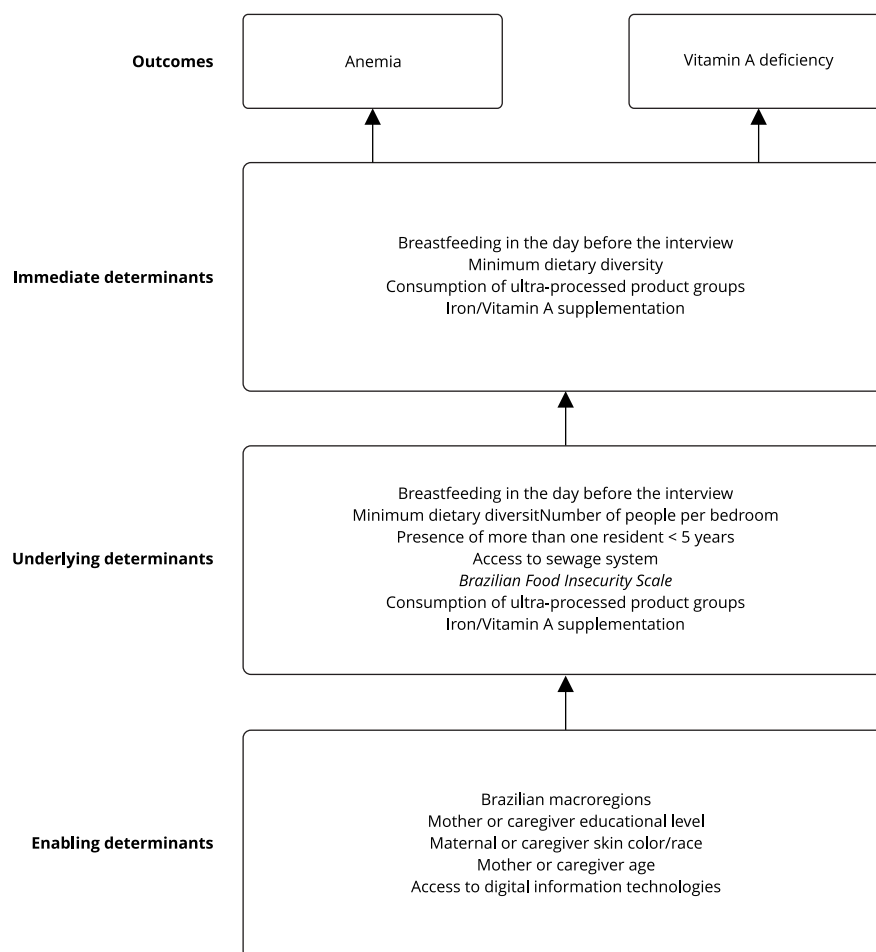 Outcomes
Anemia
Vitamin A deficiency
Immediate determinants
Breastfeeding in the day before the interview
Minimum dietary diversity
Consumption of ultra-processed product groups
Iron/Vitamin A supplementation
Underlying determinants
Breastfeeding in the day before the interview
Minimum dietary diversitNumber of people per bedroom
Presence of more than one resident < 5 years
Access to sewage system
Brazilian Food Insecurity Scale
Consumption of ultra-processed product groups
Iron/Vitamin A supplementation
Enabling determinants
Brazilian macroregions
Mother or caregiver educational level
Maternal or caregiver skin color/race
Mother or caregiver age
Access to digital information technologies